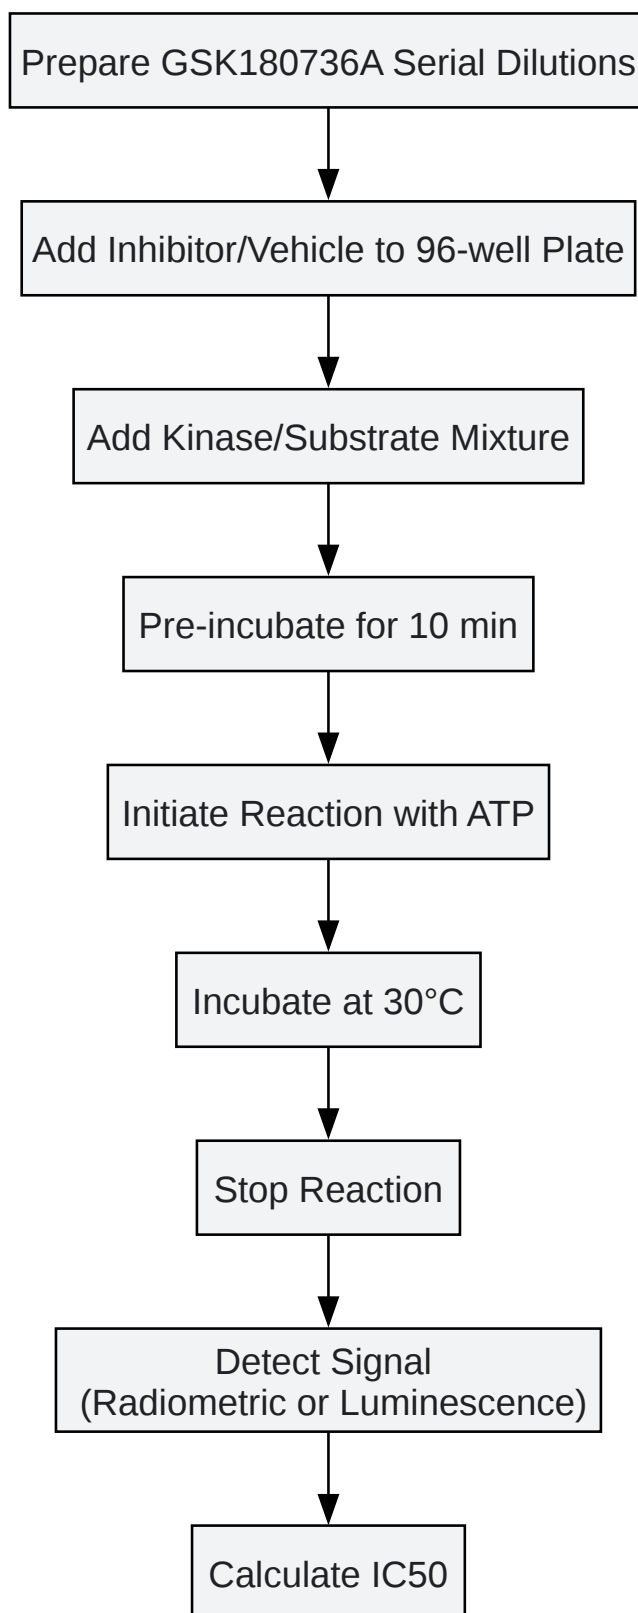 Prepare GSK180736A Serial Dilutions
Add Inhibitor/Vehicle to 96-well Plate
Add Kinase/Substrate Mixture
Pre-incubate for 10 min
Initiate Reaction with ATP
Incubate at 30°C
Stop Reaction
Detect Signal
(Radiometric or Luminescence)
Calculate IC50